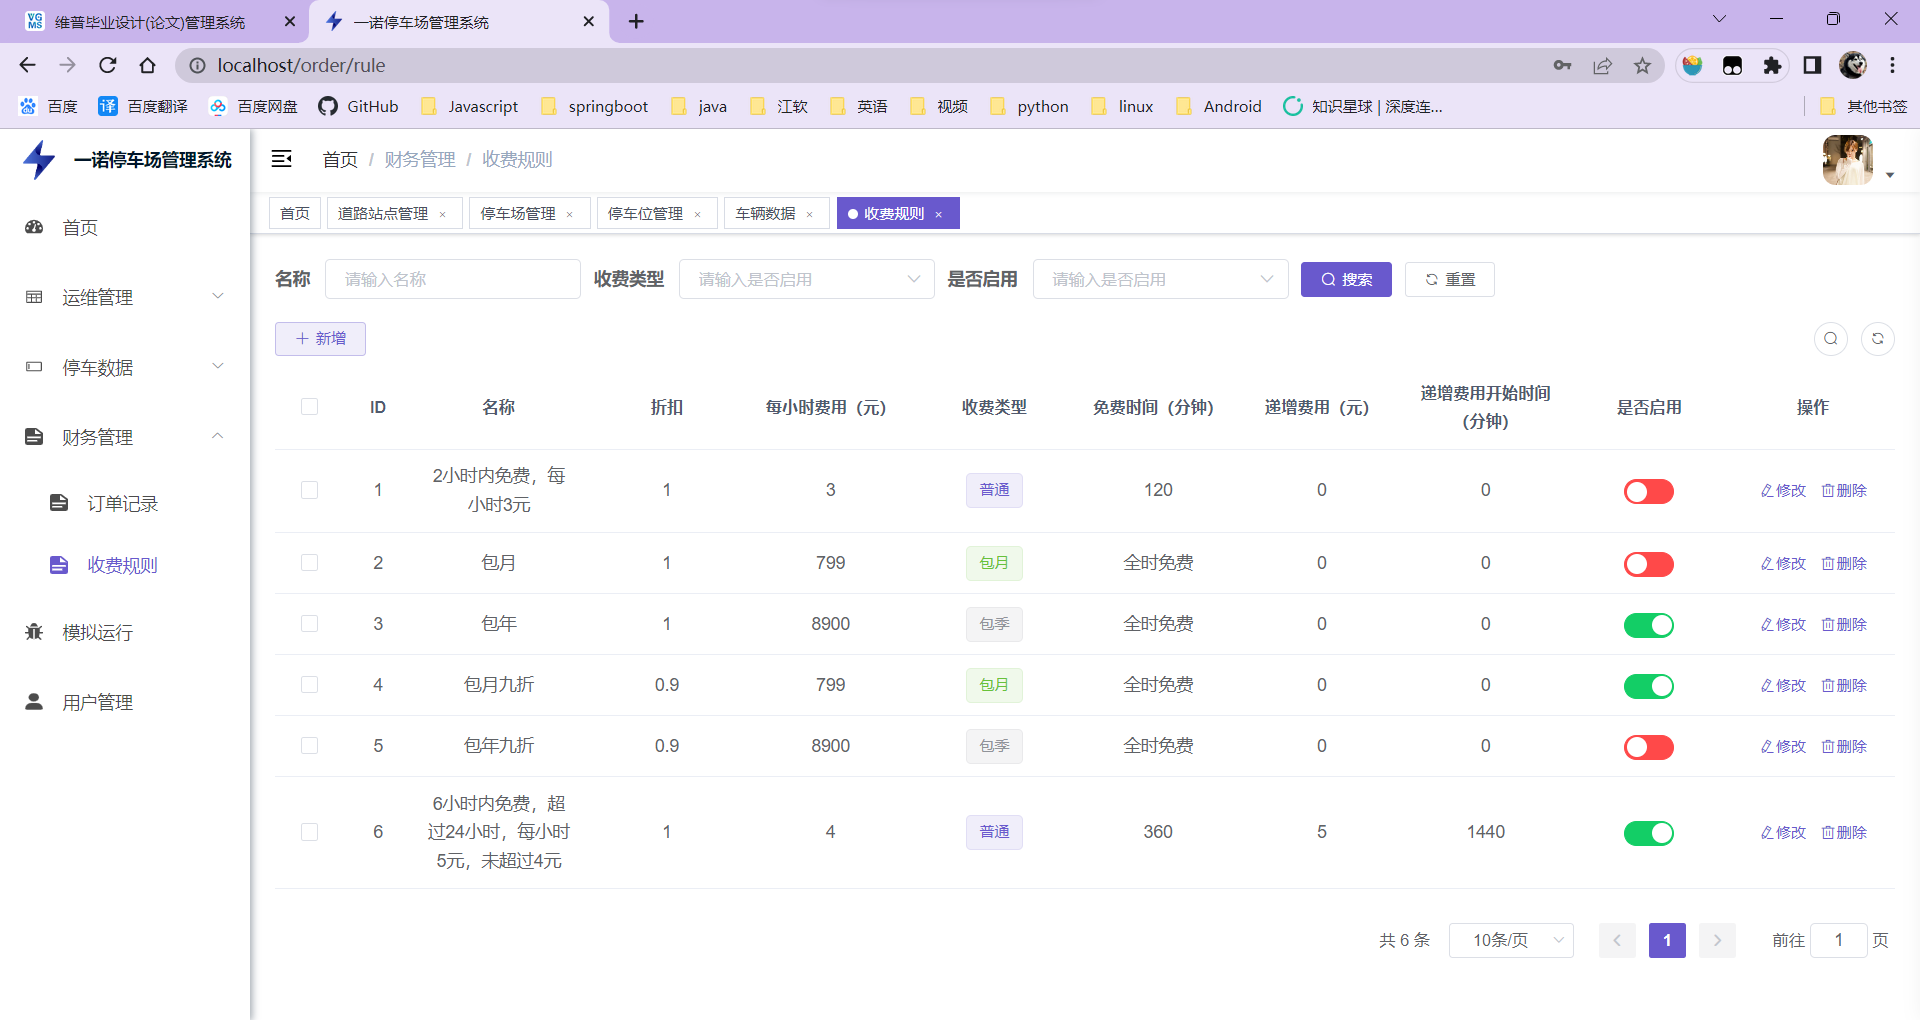 VG
MS
维普毕业设计(论文)管理系统
一诺停车场管理系统
localhost/order/rule
百度
译
百度翻译
百度网盘
GitHub
Javascript
springboot
java
江软
英语
视频
python
linux
Android
知识星球 | 深度连...
其他书签
一诺停车场管理系统
首页 / 财务管理 / 收费规则
首页
道路站点管理 ×
停车场管理 ×
停车位管理 ×
车辆数据 ×
收费规则 ×
首页
运维管理
停车数据
财务管理
订单记录
收费规则
模拟运行
用户管理
名称 请输入名称 收费类型 请输入是否启用 是否启用 请输入是否启用 搜索 重置
+ 新增
ID 名称 折扣 每小时费用（元） 收费类型 免费时间（分钟） 递增费用（元） 递增费用开始时间
（分钟） 是否启用 操作
1 2小时内免费，每
小时3元 1 3 普通 120 0 0 修改 删除
2 包月 1 799 包月 全时免费 0 0 修改 删除
3 包年 1 8900 包季 全时免费 0 0 修改 删除
4 包月九折 0.9 799 包月 全时免费 0 0 修改 删除
5 包年九折 0.9 8900 包季 全时免费 0 0 修改 删除
6 6小时内免费，超
过24小时，每小时
5元，未超过4元 1 4 普通 360 5 1440 修改 删除
共 6 条 10条/页 1 前往 1 页